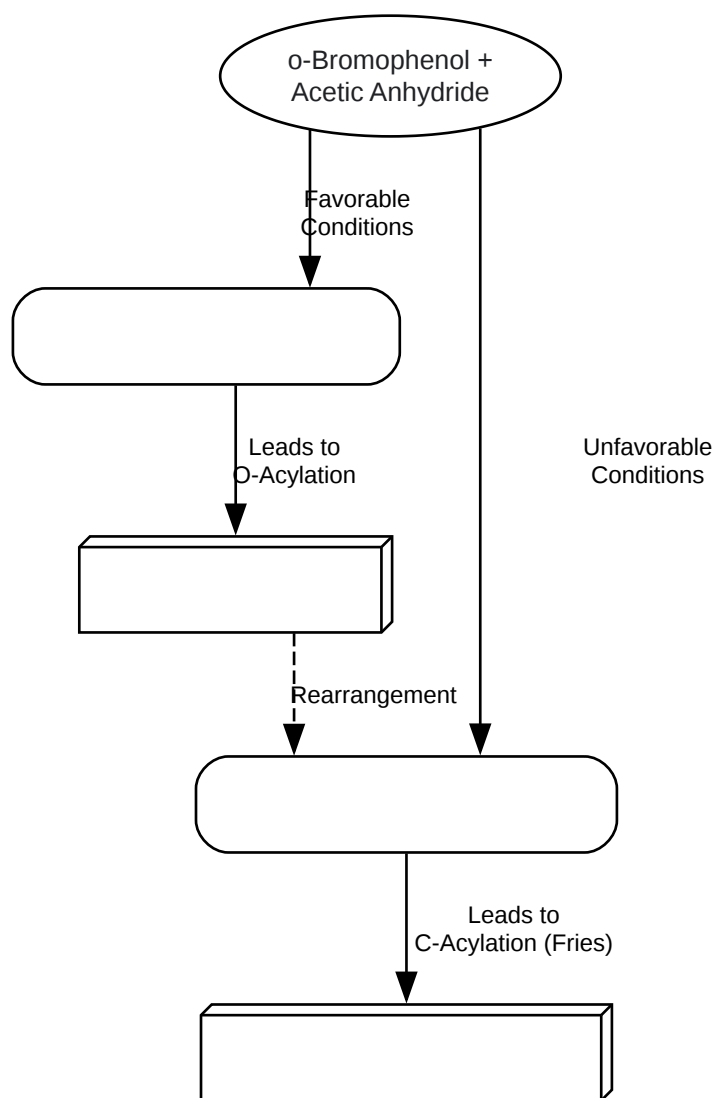 o-Bromophenol +
Acetic Anhydride
Favorable
Conditions
Leads to
O-Acylation
Unfavorable
Conditions
Rearrangement
Leads to
C-Acylation (Fries)